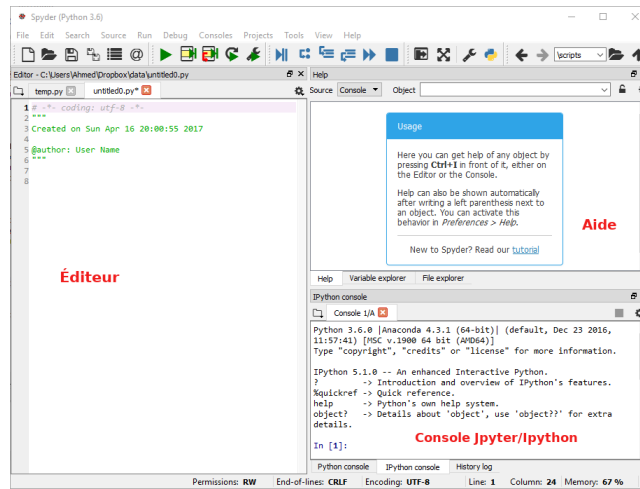 Spyder (Python 3.6)
File Edit Search Source Run Debug Consoles Projects Tools View Help
\scripts
Editor - C:\Users\Ahmed\Dropbox\data\untitled0.py
temp.py untitled0.py*
1 # -*- coding: utf-8 -*-
2 """
3 Created on Sun Apr 16 20:00:55 2017
4
5 @author: User Name
6 """
7
8
Éditeur
Help
Source Console Object
Usage
Here you can get help of any object by
pressing Ctrl+I in front of it, either on
the Editor or the Console.
Help can also be shown automatically
after writing a left parenthesis next to
an object. You can activate this
behavior in Preferences > Help.
New to Spyder? Read our tutorial
Aide
Help Variable explorer File explorer
IPython console
Console 1/A
Python 3.6.0 |Anaconda 4.3.1 (64-bit)| (default, Dec 23 2016,
11:57:41) [MSC v.1900 64 bit (AMD64)]
Type "copyright", "credits" or "license" for more information.
IPython 5.1.0 -- An enhanced Interactive Python.
? -> Introduction and overview of IPython's features.
%quickref -> Quick reference.
help -> Python's own help system.
object? -> Details about 'object', use 'object??' for extra
details.
In [1]:
Console Jpyter/Ipython
Python console IPython console History log
Permissions: RW End-of-lines: CRLF Encoding: UTF-8 Line: 1 Column: 24 Memory: 67 %